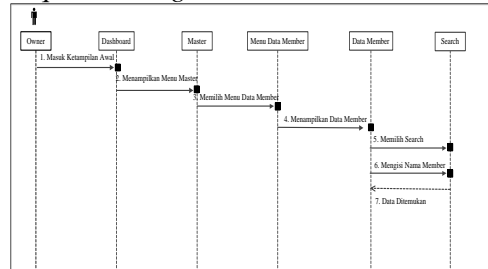 Owner
Dashboard
Master
Menu Data Member
Data Member
Search
1. Masuk Ketampilan Awal
2. Menampilkan Menu Master
3. Memilih Menu Data Member
4. Menampilkan Data Member
5. Memilih Search
6. Mengisi Nama Member
7. Data Ditemukan